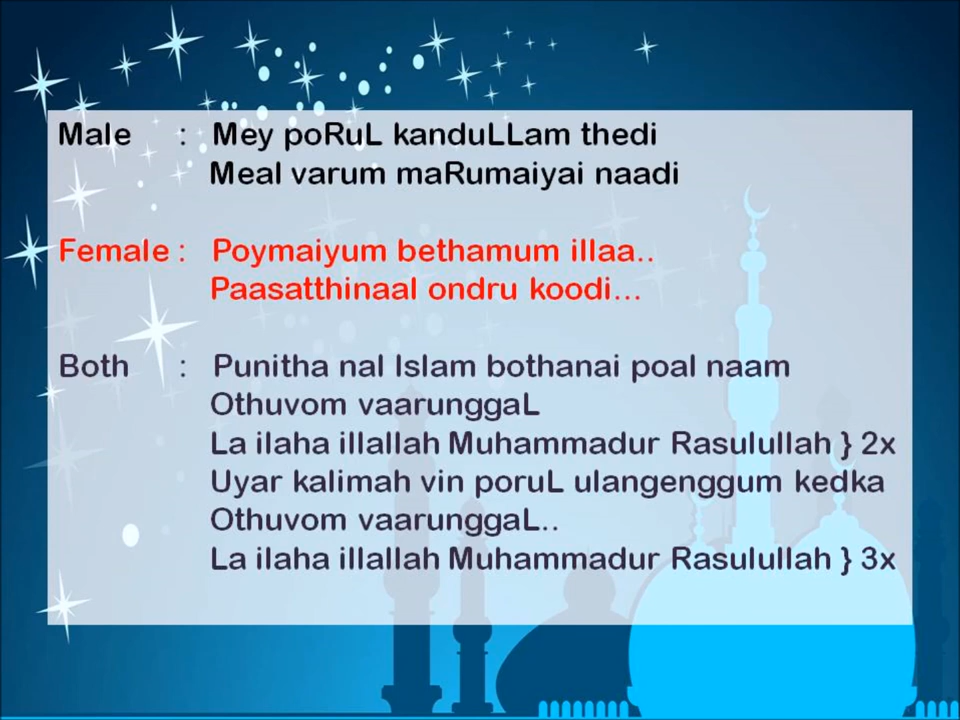 Male : Mey poRuL kanduLLam thedi
Meal varum maRumaiyai naadi
Female : Poymaiyum bethamum illaa..
Paasatthinaal ondru koodi...
Both : Punitha nal Islam bothanai poal naam
Othuvom vaarunggaL
La ilaha illallah Muhammadur Rasulullah } 2x
Uyar kalimah vin poruL ulangenggum kedka
Othuvom vaarunggaL..
La ilaha illallah Muhammadur Rasulullah } 3x